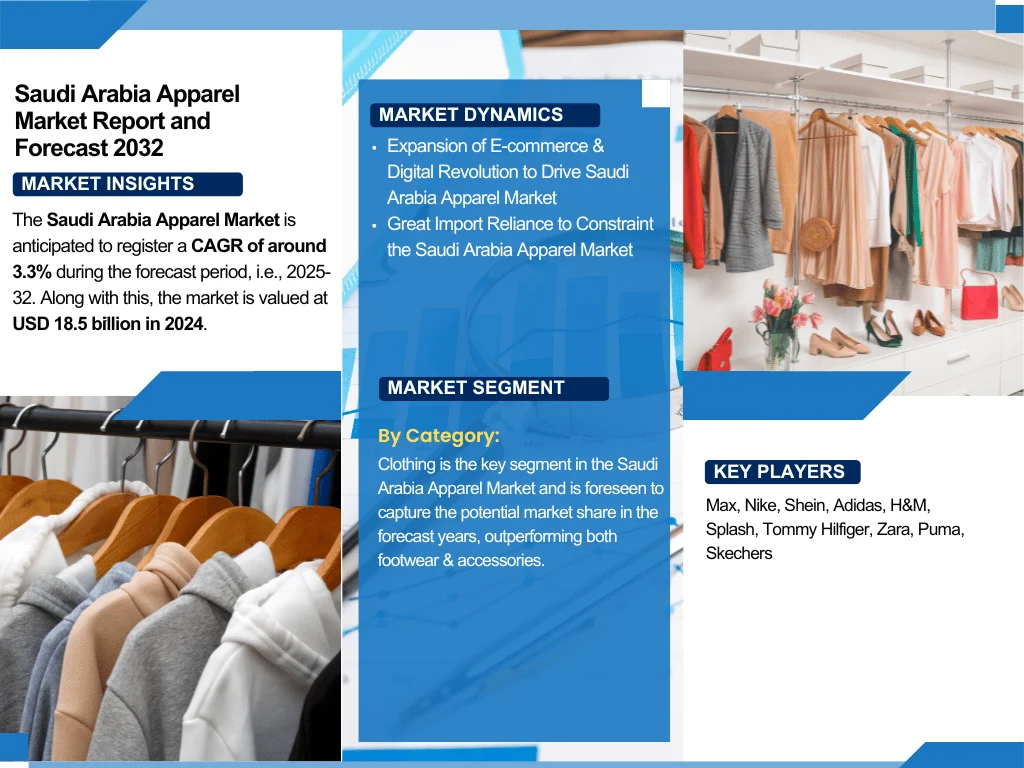 Saudi Arabia Apparel
Market Report and
Forecast 2032
MARKET INSIGHTS
The Saudi Arabia Apparel Market is
anticipated to register a CAGR of around
3.3% during the forecast period, i.e., 2025-
32. Along with this, the market is valued at
USD 18.5 billion in 2024.
MARKET DYNAMICS
• Expansion of E-commerce &
Digital Revolution to Drive Saudi
Arabia Apparel Market
• Great Import Reliance to Constraint
the Saudi Arabia Apparel Market
MARKET SEGMENT
By Category:
Clothing is the key segment in the Saudi
Arabia Apparel Market and is foreseen to
capture the potential market share in the
forecast years, outperforming both
footwear & accessories.
KEY PLAYERS
Max, Nike, Shein, Adidas, H&M,
Splash, Tommy Hilfiger, Zara, Puma,
Skechers